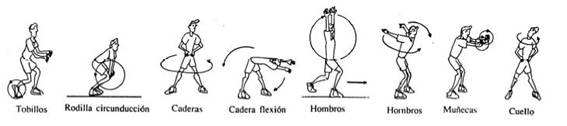 Tobillos
Rodilla circunducción
Caderas
Cadera flexión
Hombros
Hombros
Muñecas
Cuello